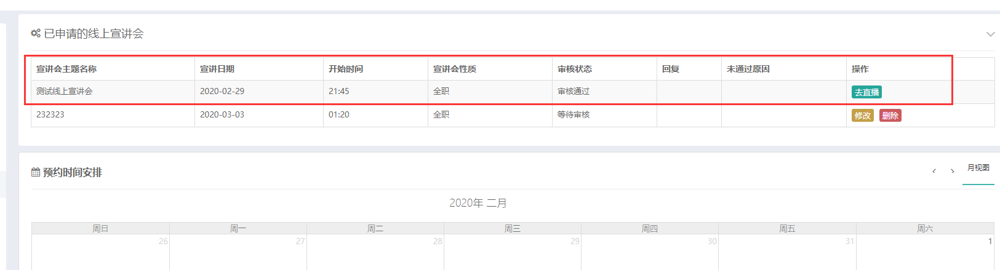 已申请的线上宣讲会
宣讲会主题名称 宣讲日期 开始时间 宣讲会性质 审核状态 回复 未通过原因 操作
测试线上宣讲会 2020-02-29 21:45 全职 审核通过 去直播
232323 2020-03-03 01:20 全职 等待审核 修改 删除
预约时间安排 月视图
2020年 二月
周日 周一 周二 周三 周四 周五 周六
26 27 28 29 30 31 1